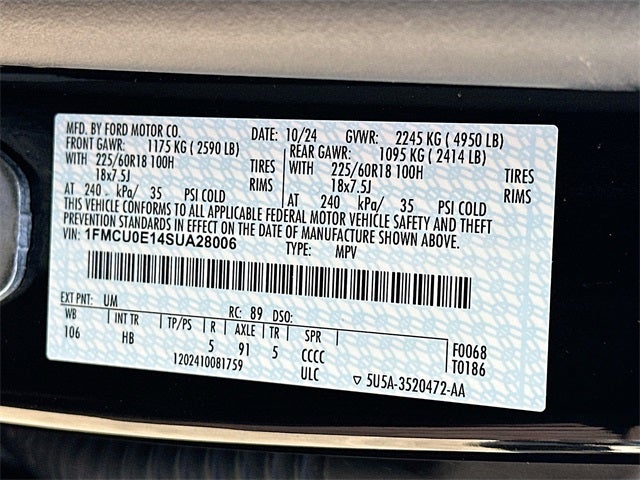 MFD. BY FORD MOTOR CO. DATE: 10/24 GVWR: 2245 KG ( 4950 LB)
FRONT GAWR: 1175 KG ( 2590 LB) REAR GAWR: 1095 KG ( 2414 LB)
WITH 225/60R18 100H TIRES WITH 225/60R18 100H TIRES
18x7.5J RIMS 18x7.5J RIMS
AT 240 kPa/ 35 PSI COLD AT 240 kPa/ 35 PSI COLD
THIS VEHICLE CONFORMS TO ALL APPLICABLE FEDERAL MOTOR VEHICLE SAFETY AND THEFT
PREVENTION STANDARDS IN EFFECT ON THE DATE OF MANUFACTURE SHOWN ABOVE.
VIN: 1FMCU0E14SUA28006 TYPE: MPV
EXT PNT: UM RC: 89 DSO:
WB INT TR TP/PS R AXLE TR SPR F0068
106 HB 5 91 5 CCCC T0186
1202410081759 ULC ▽ 5U5A-3520472-AA